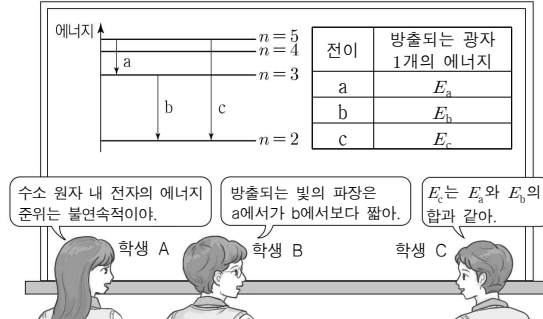 에너지
n=5
n=4
n=3
n=2
a
b
c
전이 방출되는 광자 1개의 에너지
a E_a
b E_b
c E_c
수소 원자 내 전자의 에너지
준위는 불연속적이야.
방출되는 빛의 파장은
a에서가 b에서보다 짧아.
E_c는 E_a와 E_b의
합과 같아.
학생 A
학생 B
학생 C